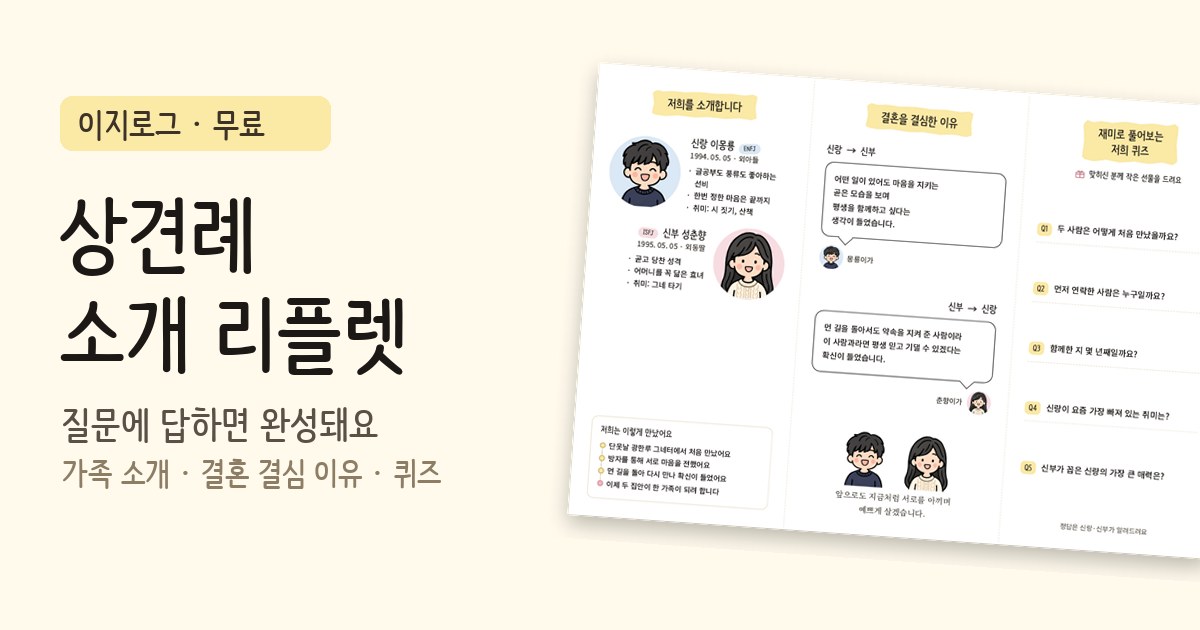 이지로그 · 무료
상견례
소개 리플렛
질문에 답하면 완성돼요
가족 소개 · 결혼 결심 이유 · 퀴즈
저희를 소개합니다
신랑 이몽룡 ENFJ
1994. 05. 05 · 외아들
· 글공부도 풍류도 좋아하는
선비
· 한번 정한 마음은 끝까지
· 취미: 시 짓기, 산책
ISFJ 신부 성춘향
1995. 05. 05 · 외동딸
· 곧고 당찬 성격
· 어머니를 꼭 닮은 효녀
· 취미: 그네 타기
저희는 이렇게 만났어요
단옷날 광한루 그네터에서 처음 만났어요
방자를 통해 서로 마음을 전했어요
먼 길을 돌아 다시 만나 확신이 들었어요
이제 두 집안이 한 가족이 되려 합니다
결혼을 결심한 이유
신랑 → 신부
어떤 일이 있어도 마음을 지키는
곧은 모습을 보며
평생을 함께하고 싶다는
생각이 들었습니다.
몽룡이가
신부 → 신랑
먼 길을 돌아서도 약속을 지켜 준 사람이라
이 사람과라면 평생 믿고 기댈 수 있겠다는
확신이 들었습니다.
춘향이가
앞으로도 지금처럼 서로를 아끼며
예쁘게 살겠습니다.
재미로 풀어보는
저희 퀴즈
맞히신 분께 작은 선물을 드려요
Q1 두 사람은 어떻게 처음 만났을까요?
Q2 먼저 연락한 사람은 누구일까요?
Q3 함께한 지 몇 년째일까요?
Q4 신랑이 요즘 가장 빠져 있는 취미는?
Q5 신부가 꼽은 신랑의 가장 큰 매력은?
정답은 신랑·신부가 알려드려요